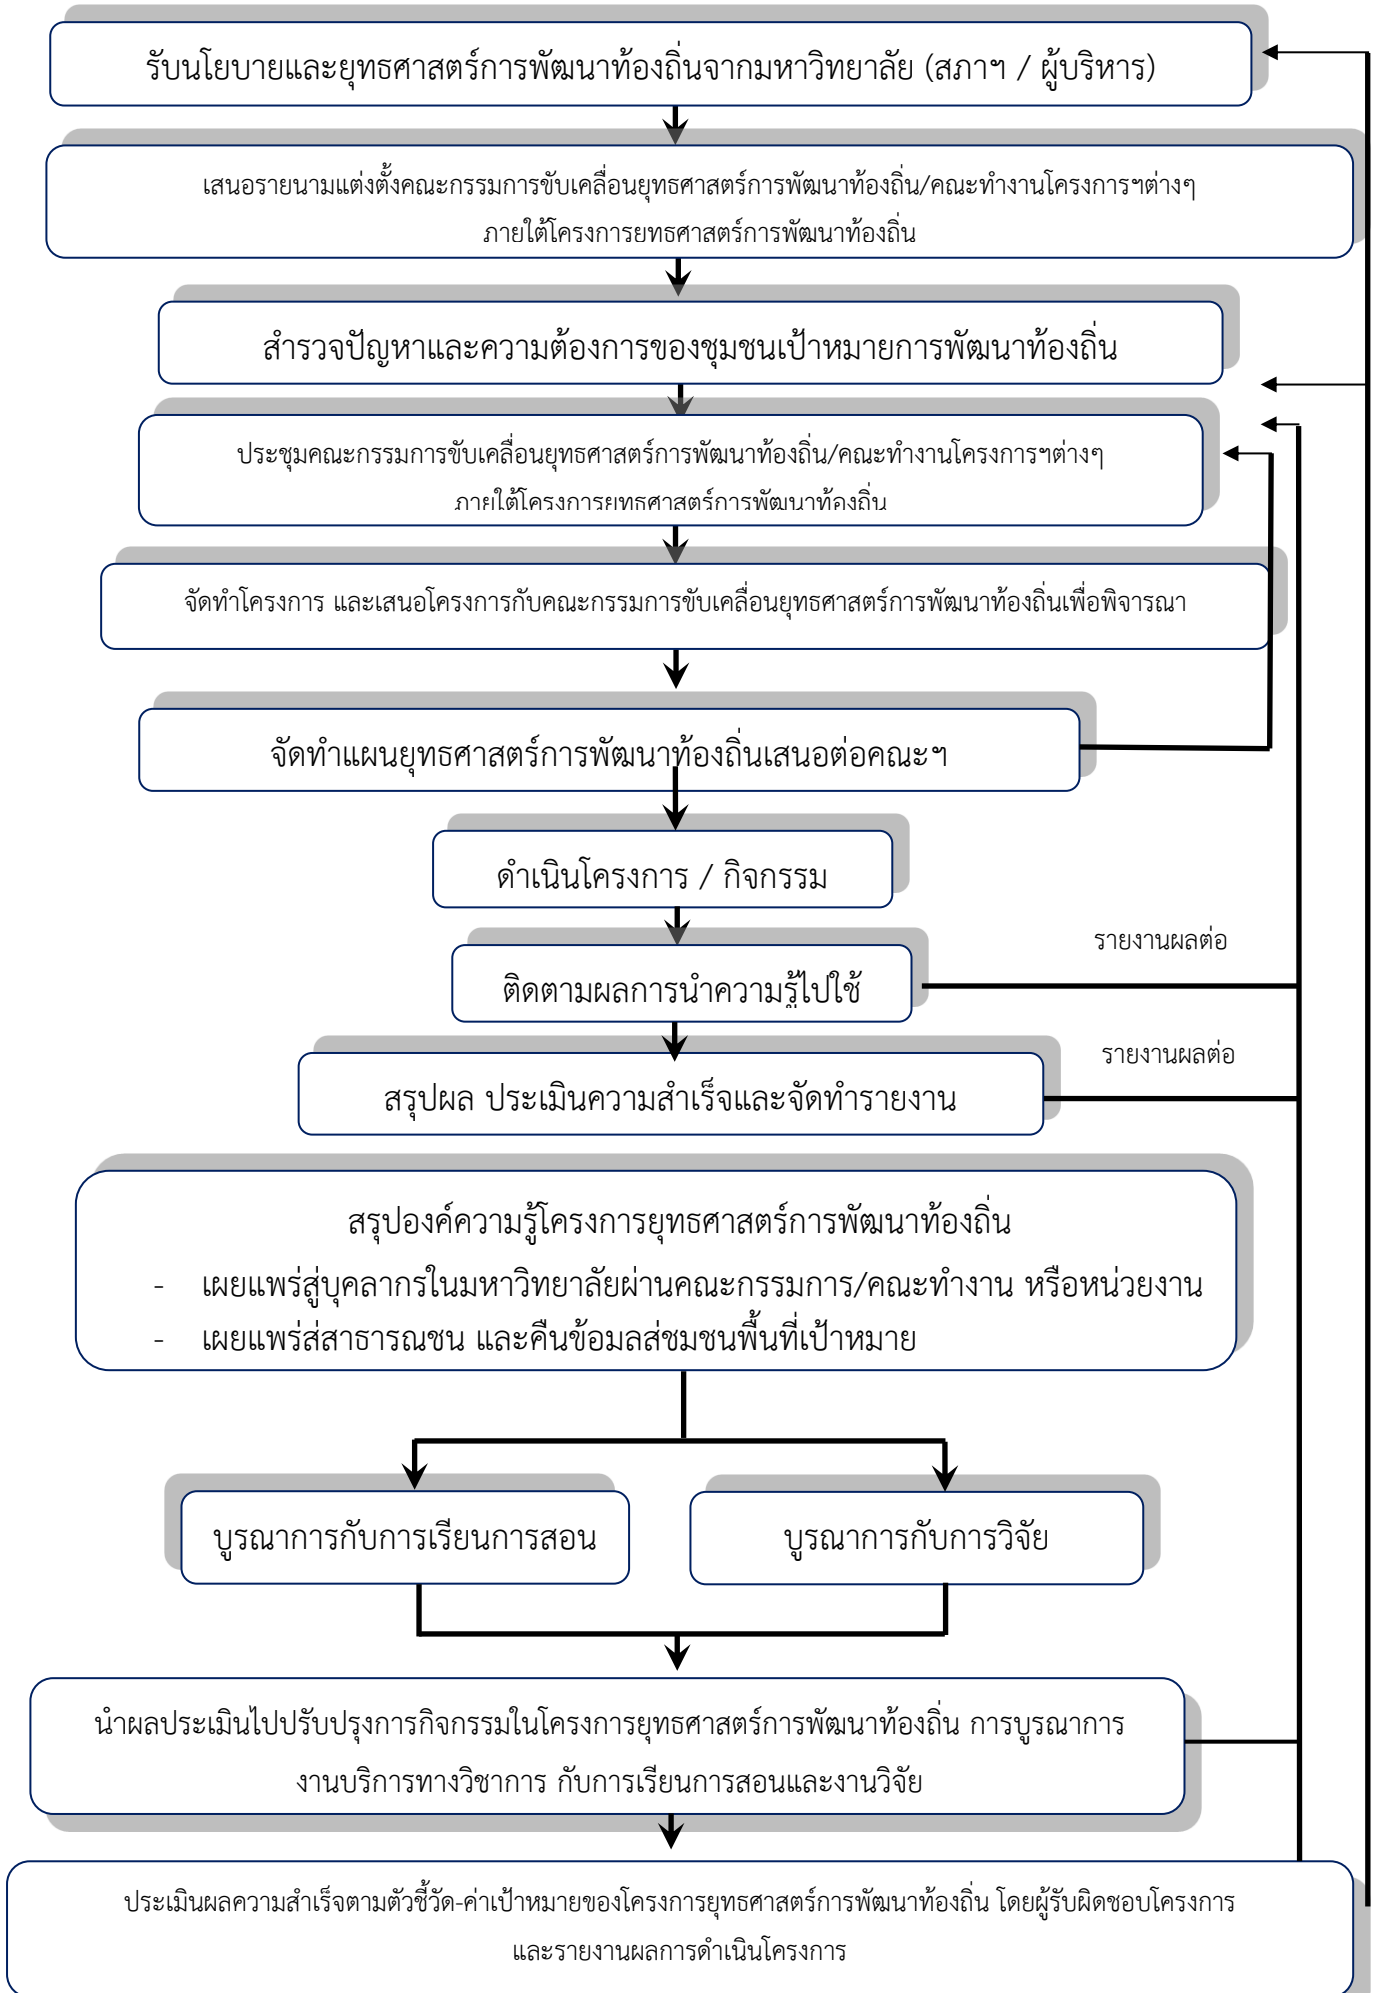 รับนโยบายและยุทธศาสตร์การพัฒนาท้องถิ่นจากมหาวิทยาลัย (สภาฯ / ผู้บริหาร)
เสนอรายนามแต่งตั้งคณะกรรมการขับเคลื่อนยุทธศาสตร์การพัฒนาท้องถิ่น/คณะทำงานโครงการฯต่างๆ
ภายใต้โครงการยุทธศาสตร์การพัฒนาท้องถิ่น
สำรวจปัญหาและความต้องการของชุมชนเป้าหมายการพัฒนาท้องถิ่น
ประชุมคณะกรรมการขับเคลื่อนยุทธศาสตร์การพัฒนาท้องถิ่น/คณะทำงานโครงการฯต่างๆ
ภายใต้โครงการยุทธศาสตร์การพัฒนาท้องถิ่น
จัดทำโครงการ และเสนอโครงการกับคณะกรรมการขับเคลื่อนยุทธศาสตร์การพัฒนาท้องถิ่นเพื่อพิจารณา
จัดทำแผนยุทธศาสตร์การพัฒนาท้องถิ่นเสนอต่อคณะฯ
ดำเนินโครงการ / กิจกรรม
รายงานผลต่อ
ติดตามผลการนำความรู้ไปใช้
รายงานผลต่อ
สรุปผล ประเมินความสำเร็จและจัดทำรายงาน
สรุปองค์ความรู้โครงการยุทธศาสตร์การพัฒนาท้องถิ่น
- เผยแพร่สู่บุคลากรในมหาวิทยาลัยผ่านคณะกรรมการ/คณะทำงาน หรือหน่วยงาน
- เผยแพร่สู่สาธารณชน และคืนข้อมูลสู่ชุมชนพื้นที่เป้าหมาย
บูรณาการกับการเรียนการสอน
บูรณาการกับการวิจัย
นำผลประเมินไปปรับปรุงการกิจกรรมในโครงการยุทธศาสตร์การพัฒนาท้องถิ่น การบูรณาการ
งานบริการทางวิชาการ กับการเรียนการสอนและงานวิจัย
ประเมินผลความสำเร็จตามตัวชี้วัด-ค่าเป้าหมายของโครงการยุทธศาสตร์การพัฒนาท้องถิ่น โดยผู้รับผิดชอบโครงการ
และรายงานผลการดำเนินโครงการ